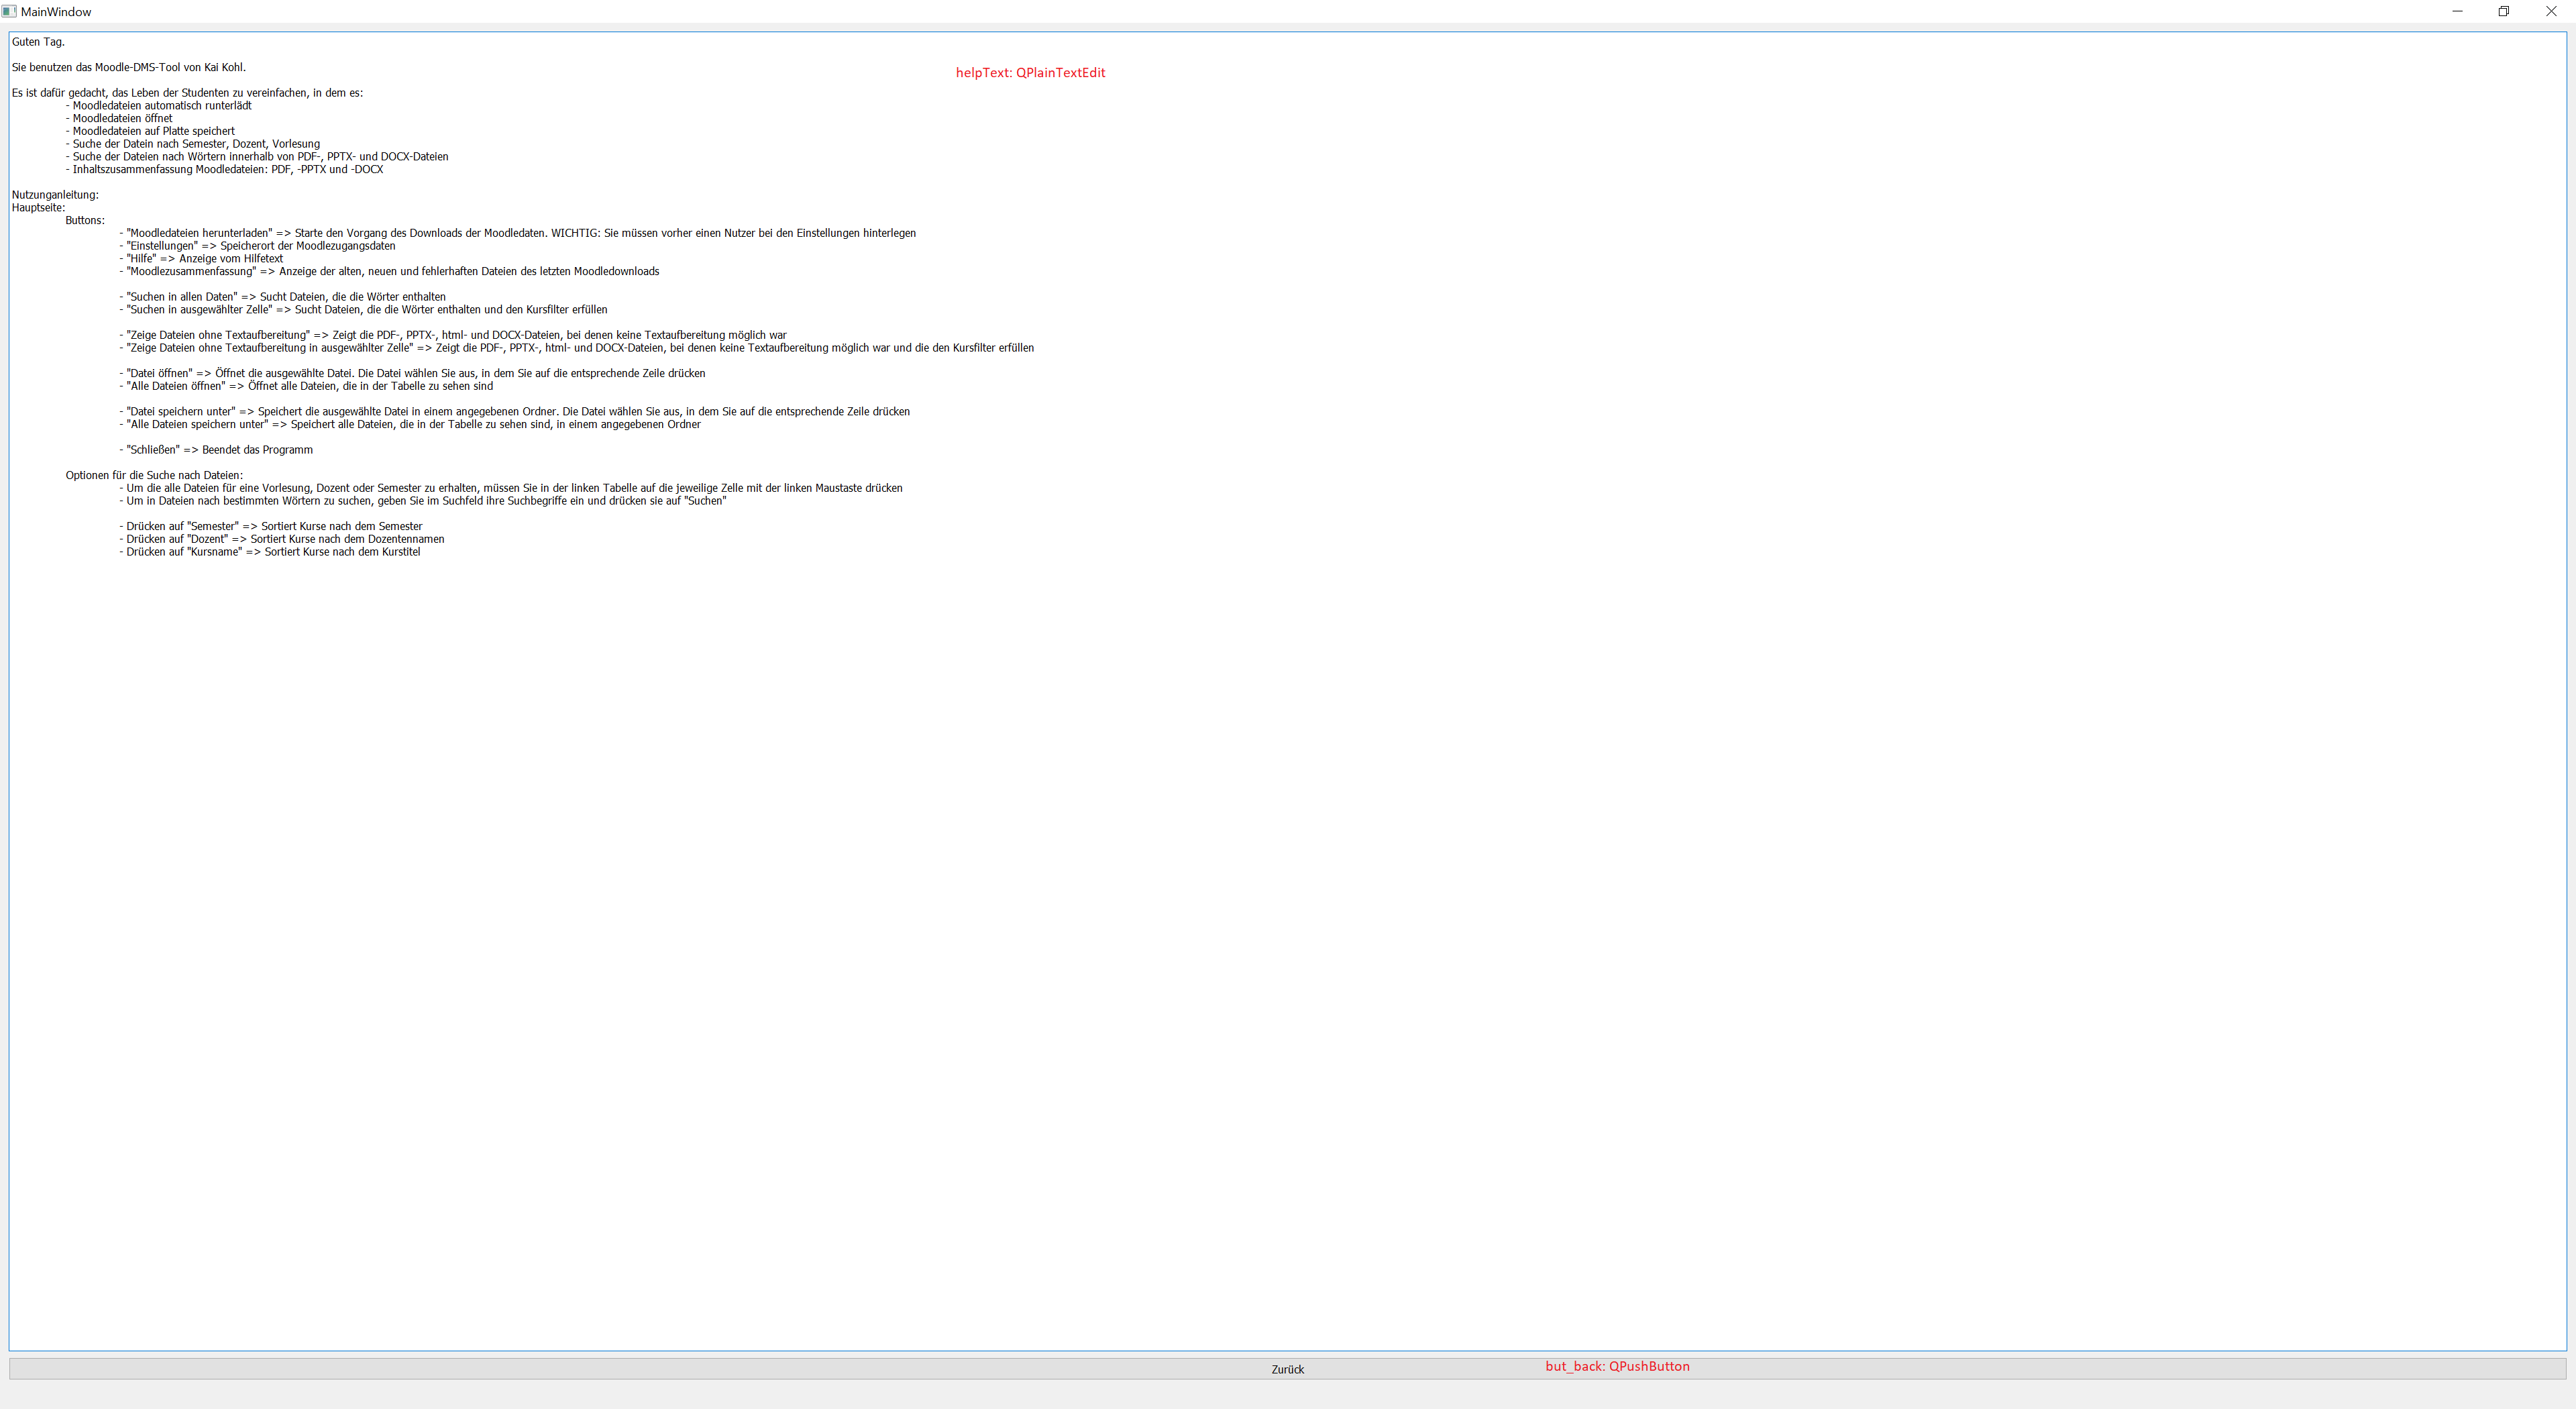 MainWindow
Guten Tag.
Sie benutzen das Moodle-DMS-Tool von Kai Kohl.
helpText: QPlainTextEdit
Es ist dafür gedacht, das Leben der Studenten zu vereinfachen, in dem es:
- Moodledateien automatisch runterlädt
- Moodledateien öffnet
- Moodledateien auf Platte speichert
- Suche der Datein nach Semester, Dozent, Vorlesung
- Suche der Dateien nach Wörtern innerhalb von PDF-, PPTX- und DOCX-Dateien
- Inhaltszusammenfassung Moodledateien: PDF, -PPTX und -DOCX
Nutzunganleitung:
Hauptseite:
Buttons:
- "Moodledateien herunterladen" => Starte den Vorgang des Downloads der Moodledaten. WICHTIG: Sie müssen vorher einen Nutzer bei den Einstellungen hinterlegen
- "Einstellungen" => Speicherort der Moodlezugangsdaten
- "Hilfe" => Anzeige vom Hilfetext
- "Moodlezusammenfassung" => Anzeige der alten, neuen und fehlerhaften Dateien des letzten Moodledownloads
- "Suchen in allen Daten" => Sucht Dateien, die die Wörter enthalten
- "Suchen in ausgewählter Zelle" => Sucht Dateien, die die Wörter enthalten und den Kursfilter erfüllen
- "Zeige Dateien ohne Textaufbereitung" => Zeigt die PDF-, PPTX-, html- und DOCX-Dateien, bei denen keine Textaufbereitung möglich war
- "Zeige Dateien ohne Textaufbereitung in ausgewählter Zelle" => Zeigt die PDF-, PPTX-, html- und DOCX-Dateien, bei denen keine Textaufbereitung möglich war und die den Kursfilter erfüllen
- "Datei öffnen" => Öffnet die ausgewählte Datei. Die Datei wählen Sie aus, in dem Sie auf die entsprechende Zeile drücken
- "Alle Dateien öffnen" => Öffnet alle Dateien, die in der Tabelle zu sehen sind
- "Datei speichern unter" => Speichert die ausgewählte Datei in einem angegebenen Ordner. Die Datei wählen Sie aus, in dem Sie auf die entsprechende Zeile drücken
- "Alle Dateien speichern unter" => Speichert alle Dateien, die in der Tabelle zu sehen sind, in einem angegebenen Ordner
- "Schließen" => Beendet das Programm
Optionen für die Suche nach Dateien:
- Um die alle Dateien für eine Vorlesung, Dozent oder Semester zu erhalten, müssen Sie in der linken Tabelle auf die jeweilige Zelle mit der linken Maustaste drücken
- Um in Dateien nach bestimmten Wörtern zu suchen, geben Sie im Suchfeld ihre Suchbegriffe ein und drücken sie auf "Suchen"
- Drücken auf "Semester" => Sortiert Kurse nach dem Semester
- Drücken auf "Dozent" => Sortiert Kurse nach dem Dozentennamen
- Drücken auf "Kursname" => Sortiert Kurse nach dem Kurstitel
Zurück
but_back: QPushButton